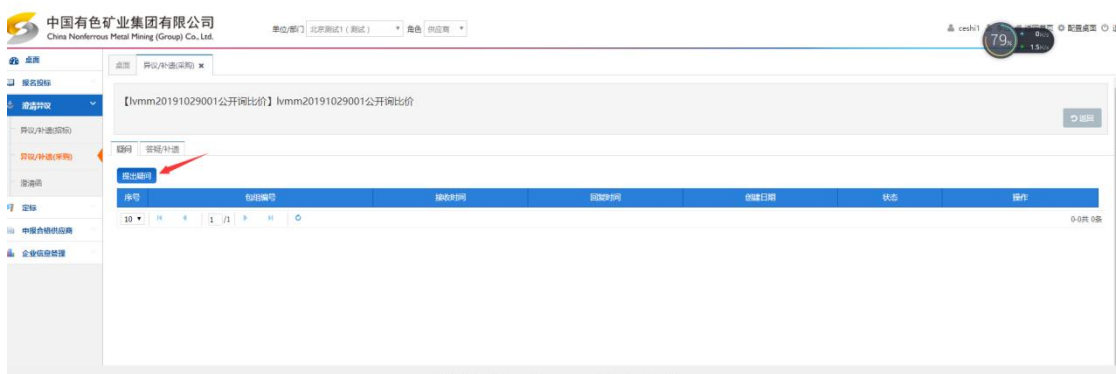 中国有色矿业集团有限公司
China Nonferrous Metal Mining (Group) Co., Ltd.
单位/部门 北京测试1（测试） 角色 供应商
ceshi1 配置桌面
79%
0K/s
1.5K/s
桌面
报名投标
澄清异议
异议/补遗(招标)
异议/补遗(采购)
澄清函
定标
申报合格供应商
企业信息管理
桌面 异议/补遗(采购) ×
【lvmm20191029001公开询比价】lvmm20191029001公开询比价
返回
疑问 答疑/补遗
提出疑问
序号 包组编号 接收时间 回复时间 创建日期 状态 操作
10 1 /1
0-0共 0条